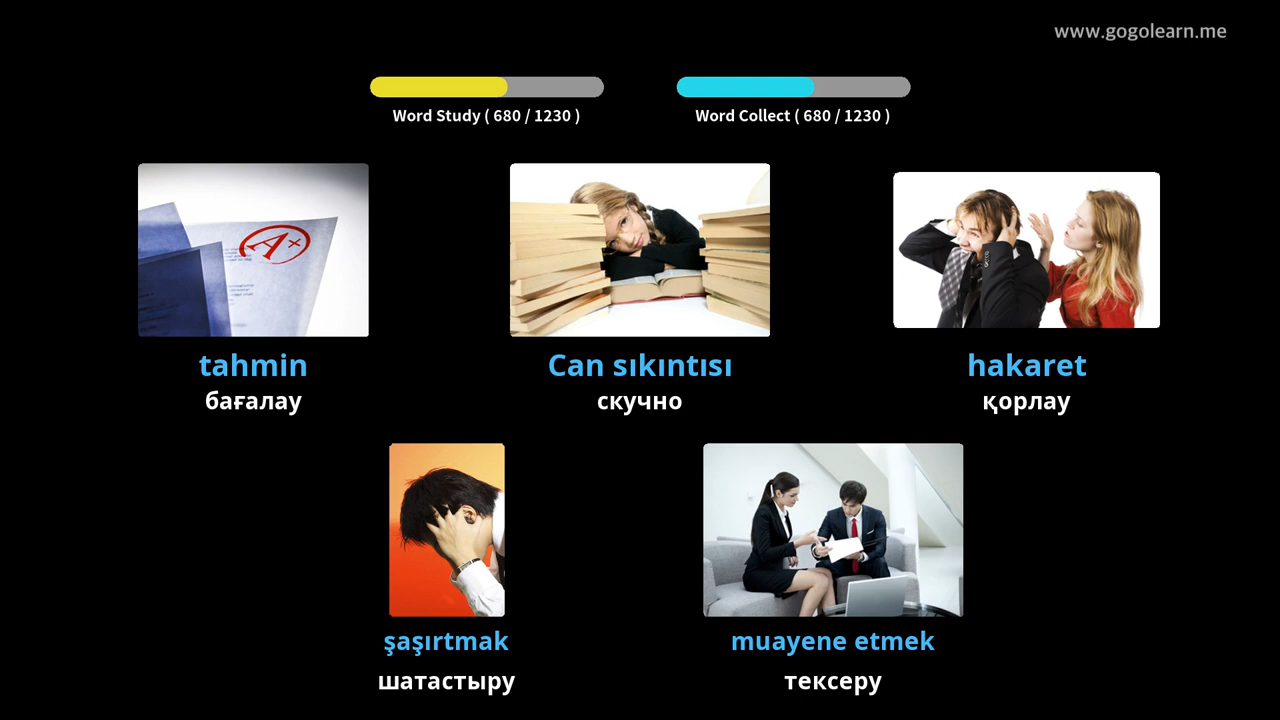 www.gogolearn.me
Word Study ( 680 / 1230 )
Word Collect ( 680 / 1230 )
A+
tahmin
Can sıkıntısı
hakaret
бағалау
скучно
қорлау
şaşırtmak
muayene etmek
шатастыру
тексеру